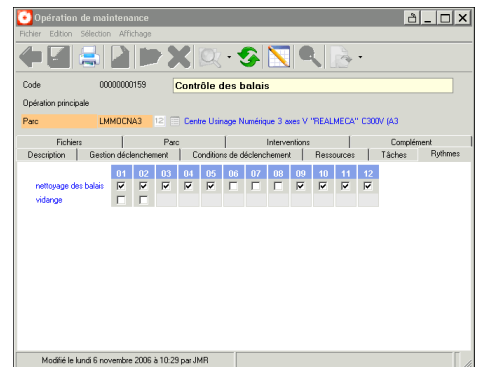 Opération de maintenance
Fichier Edition Sélection Affichage
Code 00000000159 Contrôle des balais
Opération principale
Parc LMMOCNA3 12 Centre Usinage Numérique 3 axes V "REALMECA" C300V (A3
Fichiers Parc Interventions Complément
Description Gestion déclenchement Conditions de déclenchement Ressources Tâches Rythmes
01 02 03 04 05 06 07 08 09 10 11 12
nettoyage des balais
vidange
Modifié le lundi 6 novembre 2006 à 10:29 par JMR